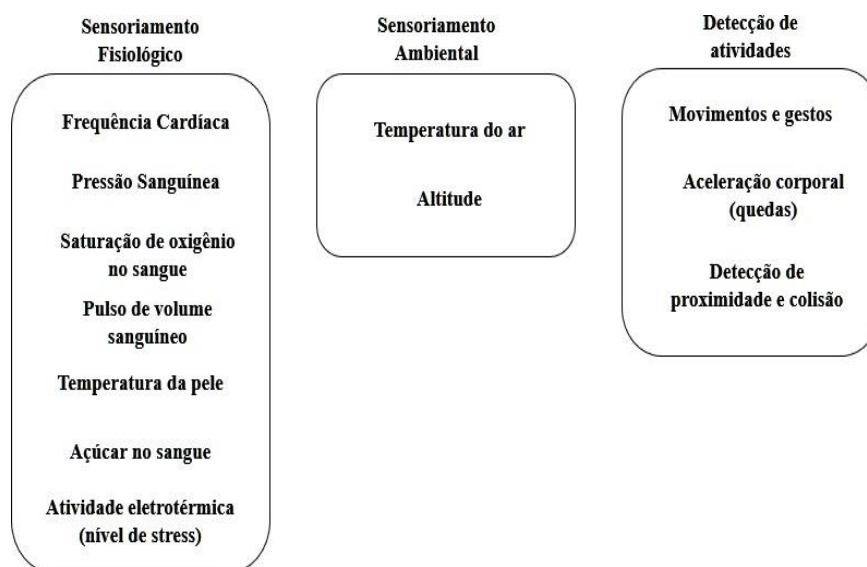 Sensoriamento
Fisiológico
Frequência Cardíaca
Pressão Sanguínea
Saturação de oxigênio
no sangue
Pulso de volume
sanguíneo
Temperatura da pele
Açúcar no sangue
Atividade eletrotérmica
(nível de stress)
Sensoriamento
Ambiental
Temperatura do ar
Altitude
Detecção de
atividades
Movimentos e gestos
Aceleração corporal
(quedas)
Detecção de
proximidade e colisão